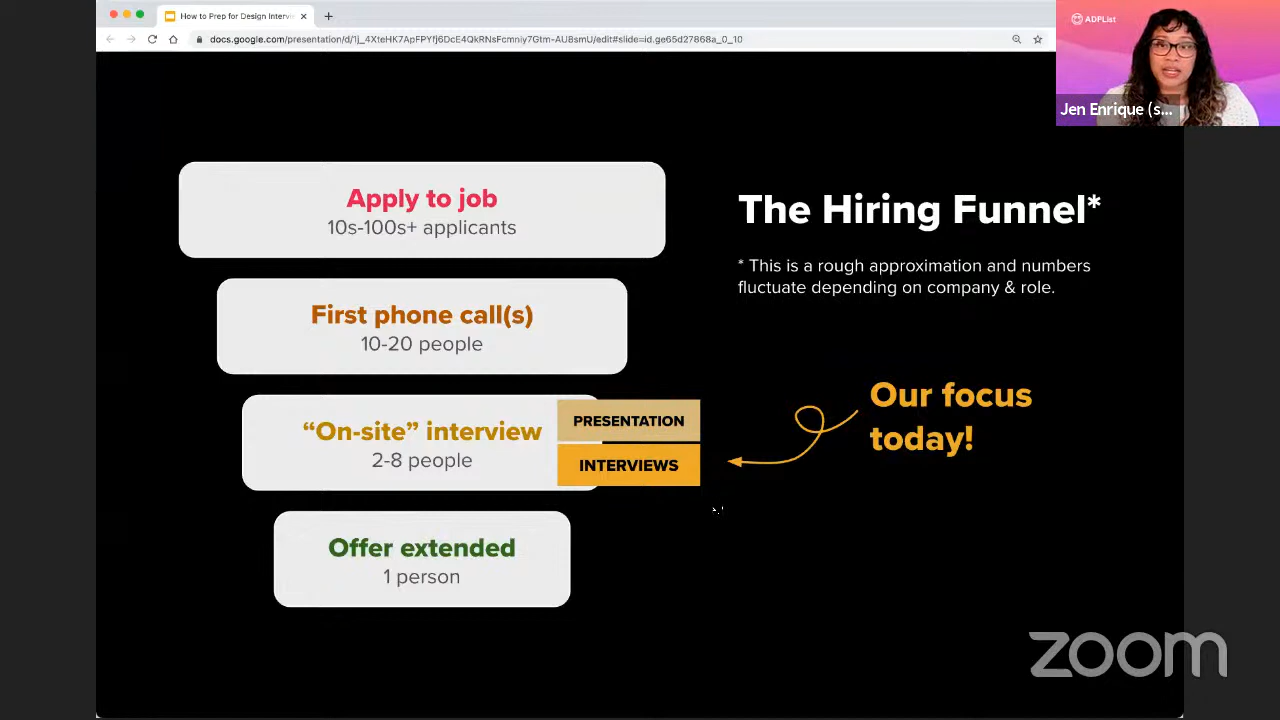 How to Prep for Design Intervi
docs.google.com/presentation/d/1j_4XteHK7ApFPYfj6DcE4QkRNsFcmniy7Gtm-AU8smU/edit#slide=id.ge65d27868a_0_10
ADPList
Jen Enrique (s...
Apply to job
10s-100s+ applicants
First phone call(s)
10-20 people
“On-site” interview
2-8 people
PRESENTATION
INTERVIEWS
Offer extended
1 person
The Hiring Funnel*
* This is a rough approximation and numbers
fluctuate depending on company & role.
Our focus
today!
zoom